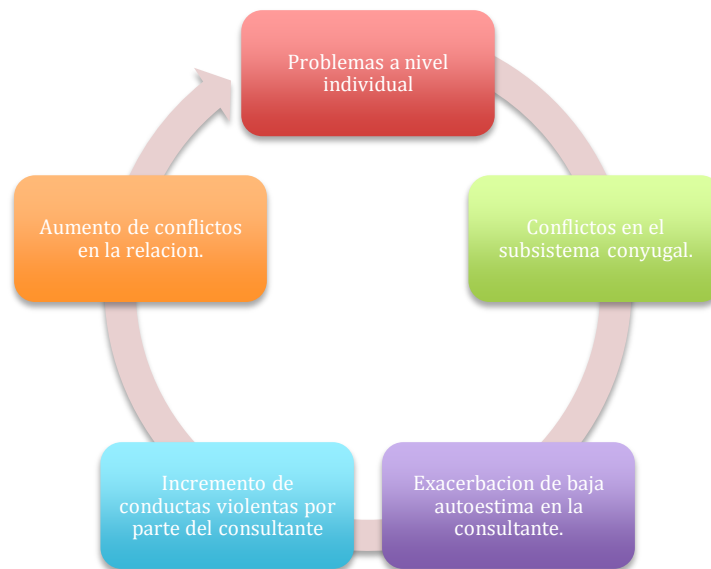 Problemas a nivel
individual
Conflictos en el
subsistema conyugal.
Exacerbacion de baja
autoestima en la
consultante.
Incremento de
conductas violentas por
parte del consultante
Aumento de conflictos
en la relacion.